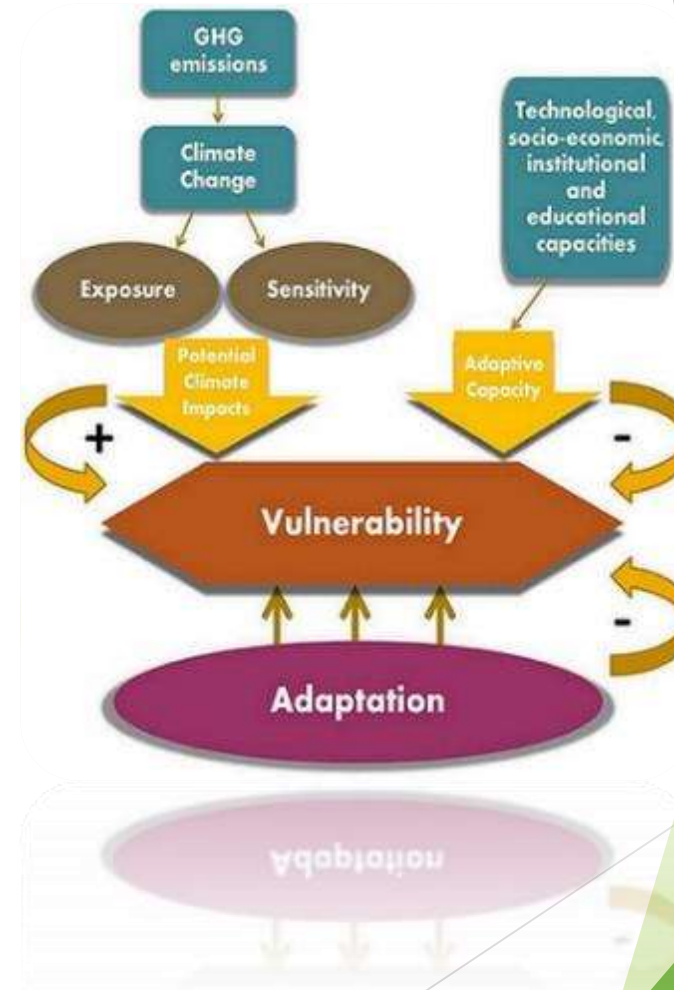 GHG
emissions
Climate
Change
Technological,
socio-economic,
institutional
and
educational
capacities
Exposure
Sensitivity
Potential
Climate
Impacts
Adaptive
Capacity
+
-
Vulnerability
-
Adaptation